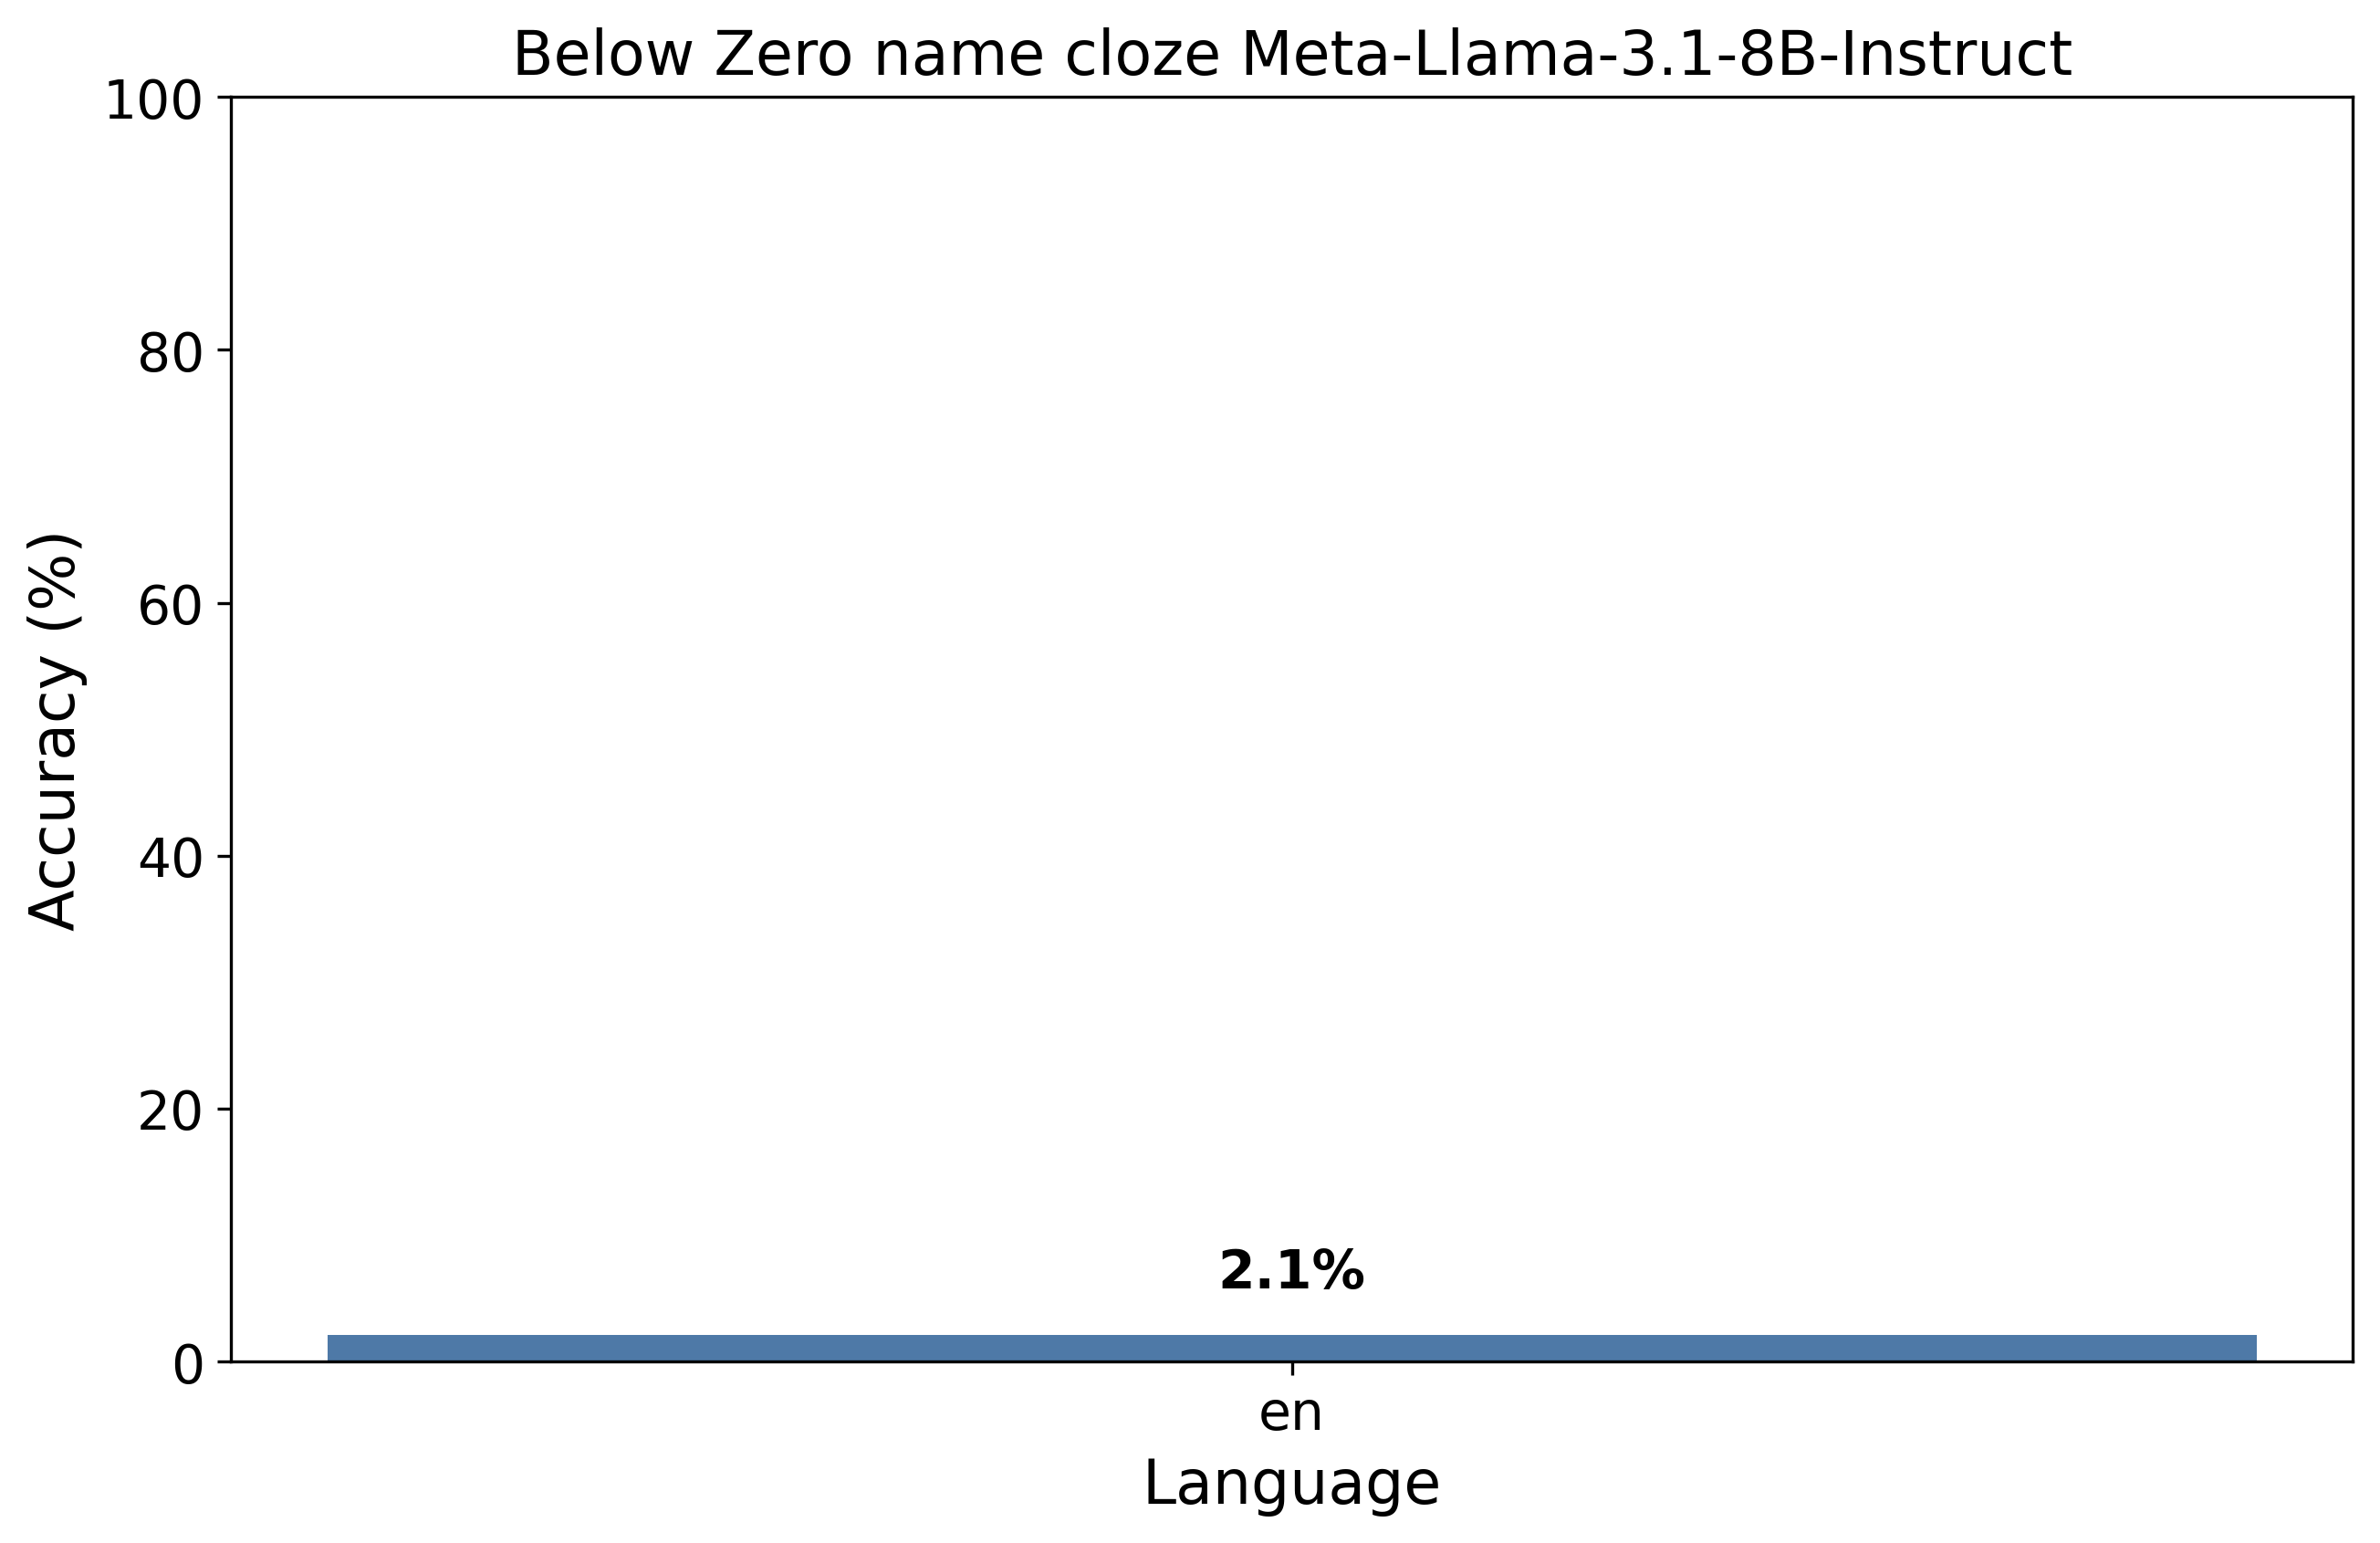 Below Zero name cloze Meta-Llama-3.1-8B-Instruct
100
80
60
40
20
0
Accuracy (%)
2.1%
en
Language